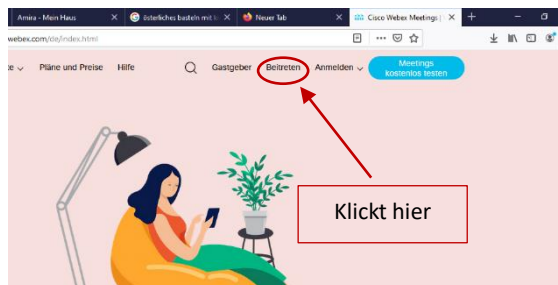 Amira - Mein Haus österliches basteln mit Neuer Tab Cisco Webex Meetings
webex.com/de/index.html
Pläne und Preise Hilfe Gastgeber Beitreten Anmelden Meetings
kostenlos testen
Klickt hier